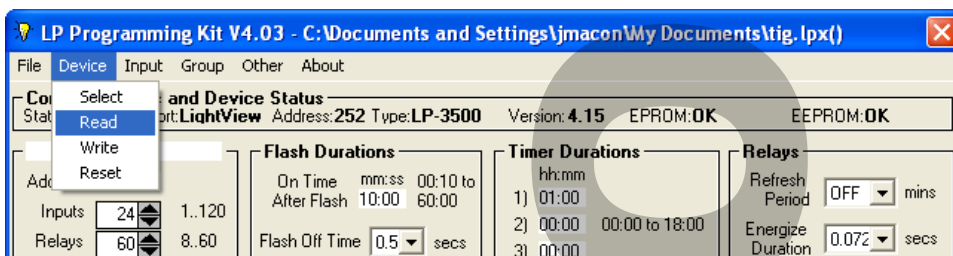 LP Programming Kit V4.03 - C:\Documents and Settings\jmacon\My Documents\tig.lpx()
File Device Input Group Other About
Select
Read
Write
Reset
and Device Status
LightView Address:252 Type:LP-3500 Version: 4.15 EPROM:OK EEPROM:OK
Flash Durations
On Time mm:ss 00:10 to
After Flash 10:00 60:00
Flash Off Time 0.5 secs
Timer Durations
hh:mm
1) 01:00
2) 00:00 00:00 to 18:00
3) 00:00
Relays
Refresh
Period OFF mins
Energize
Duration 0.072 secs
Inputs 24 1..120
Relays 60 8..60